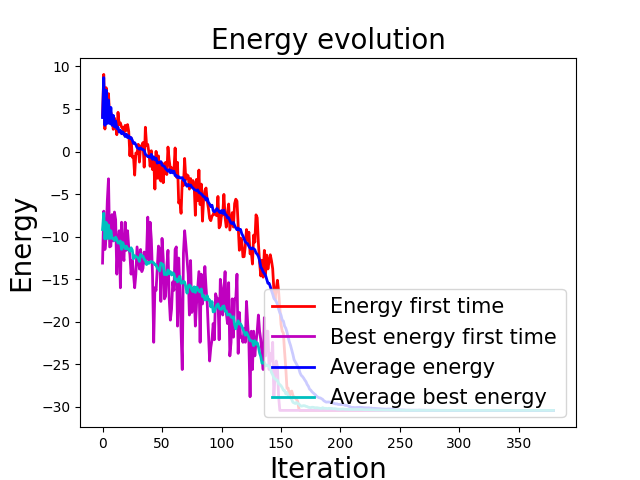 Energy evolution
10
5
0
−5
−10
−15
−20
−25
−30
Energy
0
50
100
150
200
250
300
350
Iteration
Energy first time
Best energy first time
Average energy
Average best energy